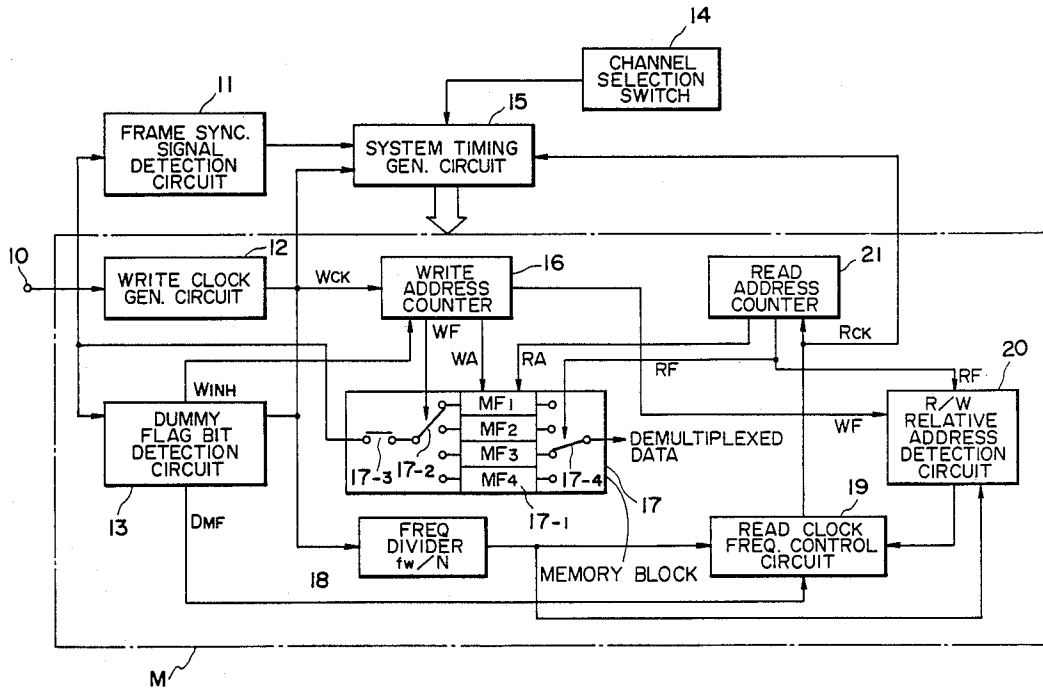 14
CHANNEL
SELECTION
SWITCH
11
FRAME SYNC.
SIGNAL
DETECTION
CIRCUIT
15
SYSTEM TIMING
GEN. CIRCUIT
10
12
WRITE CLOCK
GEN. CIRCUIT
WCK
16
WRITE
ADDRESS
COUNTER
21
READ
ADDRESS
COUNTER
WF
WA
RA
RF
RCK
WINH
20
RF
R/W
RELATIVE
ADDRESS
DETECTION
CIRCUIT
WF
DUMMY
FLAG BIT
DETECTION
CIRCUIT
13
MF1
MF2
MF3
MF4
17-3
17-2
17-1
17-4
17
DEMULTIPLEXED
DATA
DMF
18
FREQ
DIVIDER
fw/N
MEMORY BLOCK
19
READ CLOCK
FREQ. CONTROL
CIRCUIT
M